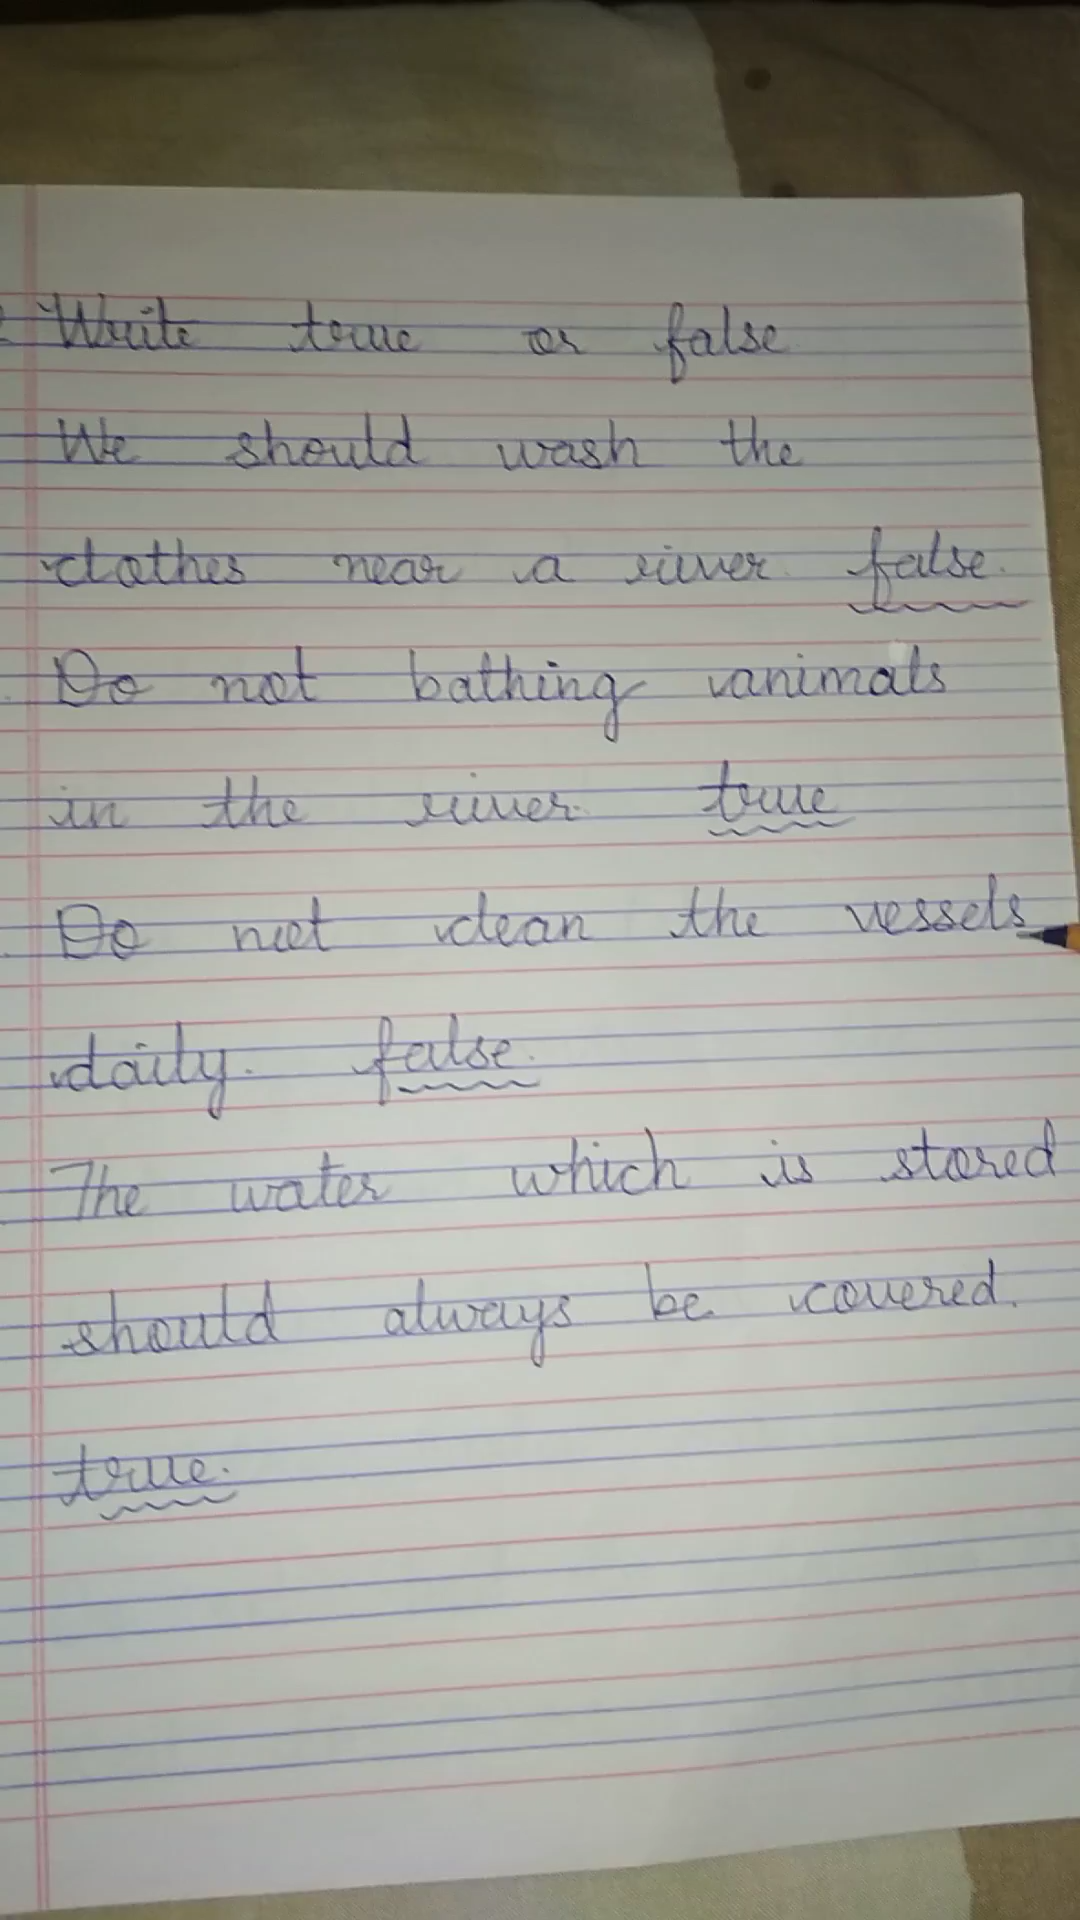 Write true or false
We should wash the
clothes near a river. false.
Do not bathing animals
in the river. true
Do not clean the vessels
daily. false.
The water which is stored
should always be covered.
true.